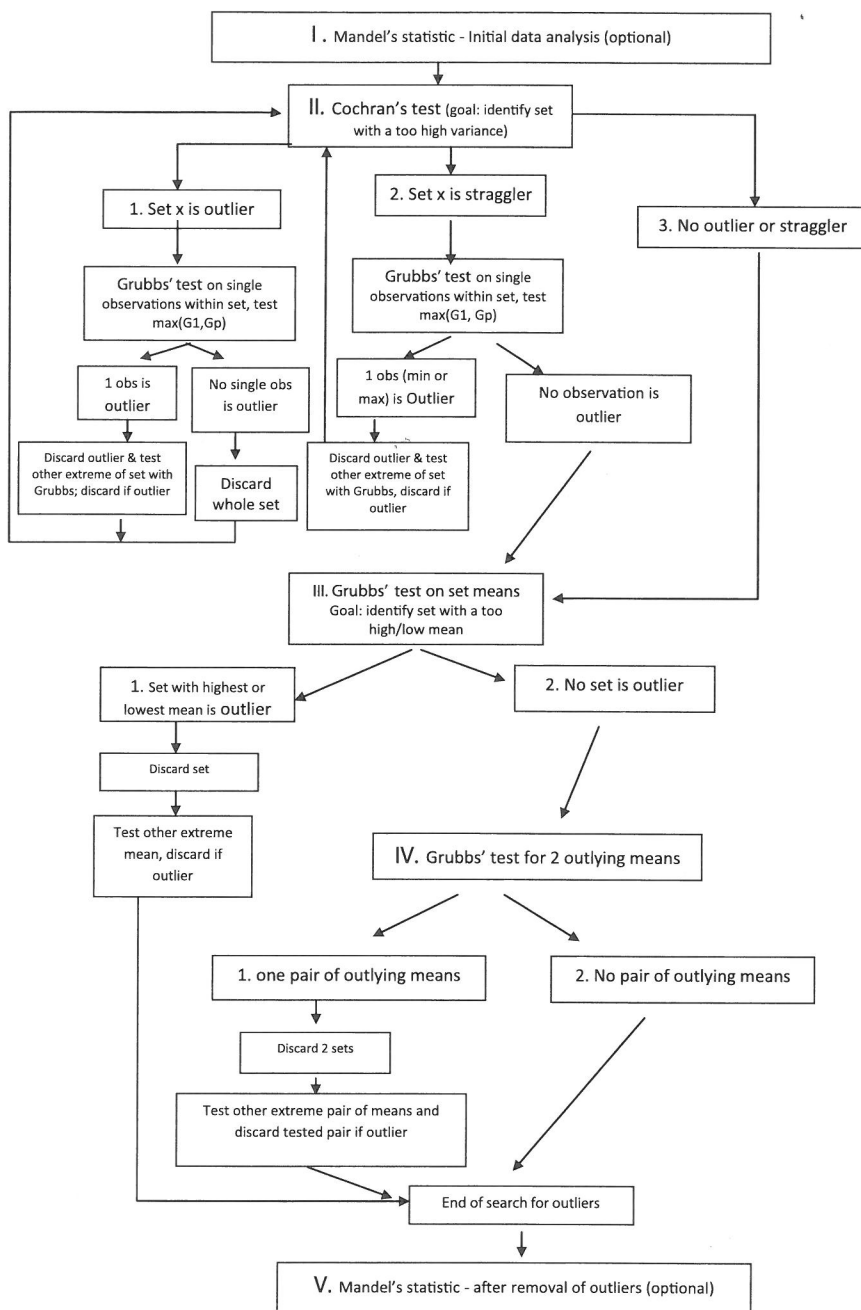 I. Mandel's statistic - Initial data analysis (optional)
II. Cochran's test (goal: identify set
with a too high variance)
1. Set x is outlier
2. Set x is straggler
3. No outlier or straggler
Grubbs' test on single
observations within set, test
max(G1,Gp)
Grubbs' test on single
observations within set, test
max(G1, Gp)
1 obs is
outlier
No single obs
is outlier
1 obs (min or
max) is Outlier
No observation is
outlier
Discard outlier & test
other extreme of set with
Grubbs; discard if outlier
Discard
whole set
Discard outlier & test
other extreme of set
with Grubbs, discard if
outlier
III. Grubbs' test on set means
Goal: identify set with a too
high/low mean
1. Set with highest or
lowest mean is outlier
2. No set is outlier
Discard set
Test other extreme
mean, discard if
outlier
IV. Grubbs' test for 2 outlying means
1. one pair of outlying means
2. No pair of outlying means
Discard 2 sets
Test other extreme pair of means and
discard tested pair if outlier
End of search for outliers
V. Mandel's statistic - after removal of outliers (optional)